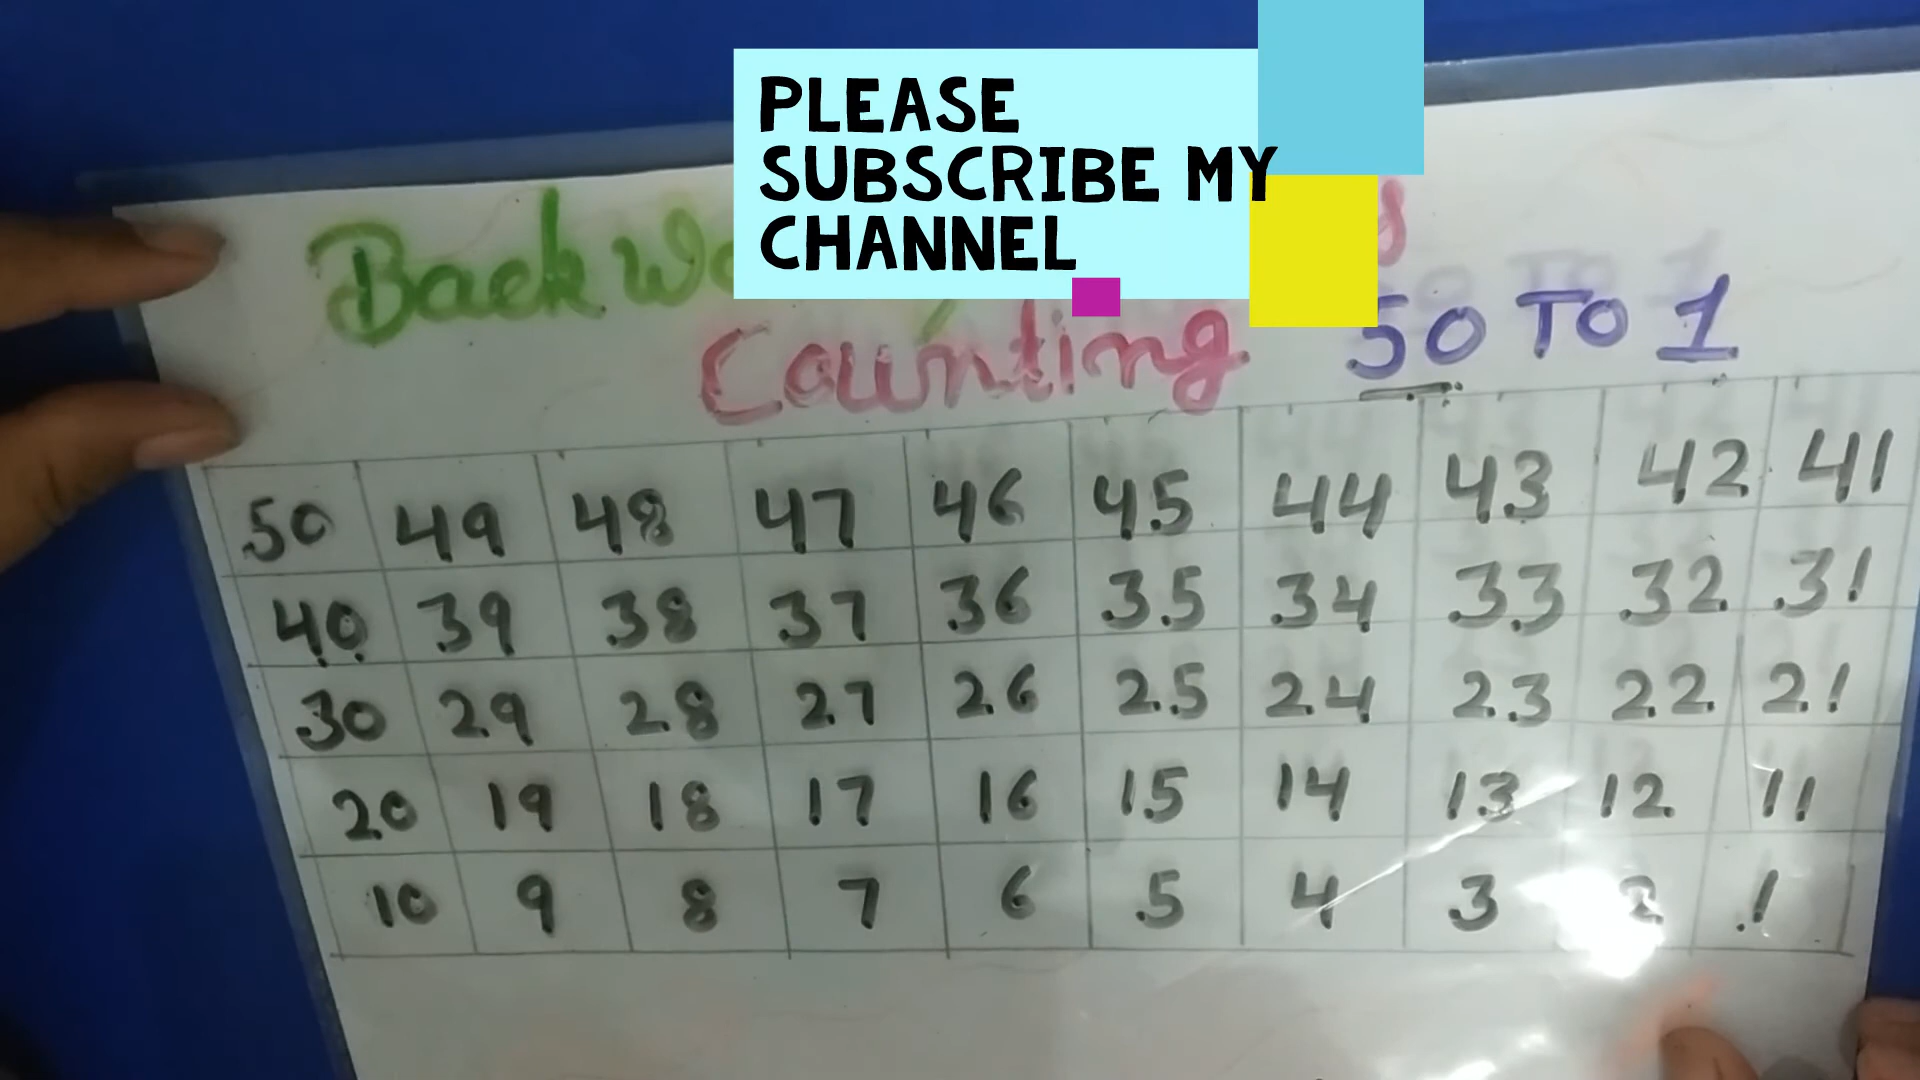 PLEASE
SUBSCRIBE MY
CHANNEL
Counting 50 TO 1
50 49 48 47 46 45 44 43 42 41
40 39 38 37 36 35 34 33 32 31
30 29 28 27 26 25 24 23 22 21
20 19 18 17 16 15 14 13 12 11
10 9 8 7 6 5 4 3 2 1